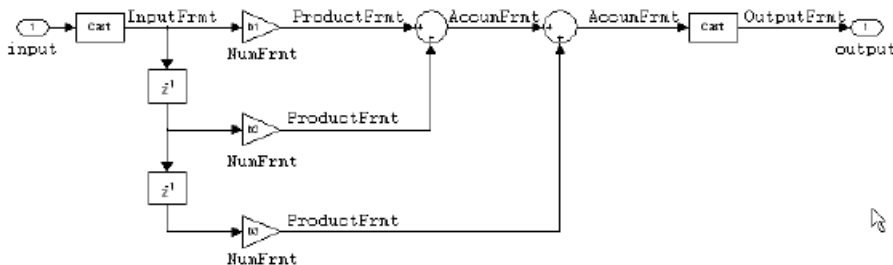 1
Cast
InputFrmt
b1
ProductFrmt
AccumFrmt
AccumFrmt
Cast
OutputFrmt
1
input
NumFrmt
output
z-1
b2
ProductFrmt
NumFrmt
z-1
b3
ProductFrmt
NumFrmt